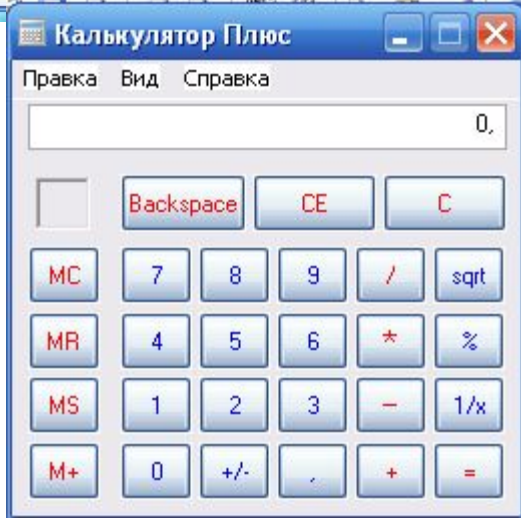 Калькулятор Плюс
Правка Вид Справка
0,
Backspace CE C
MC 7 8 9 / sqrt
MR 4 5 6 * %
MS 1 2 3 - 1/x
M+ 0 +/- , + =